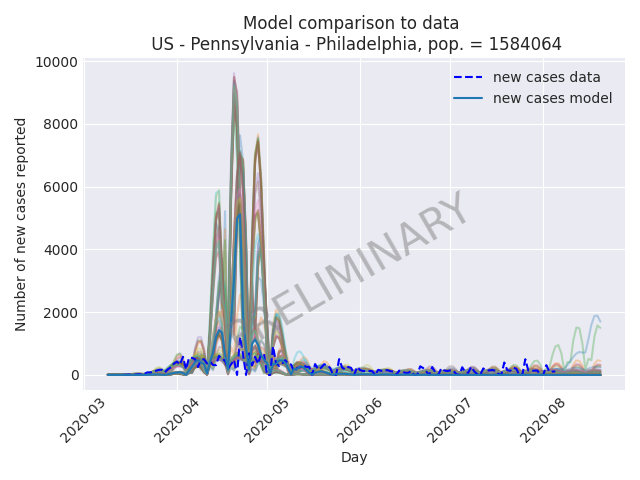 Model comparison to data
US - Pennsylvania - Philadelphia, pop. = 1584064
10000
8000
6000
4000
2000
0
Number of new cases reported
new cases data
new cases model
PRELIMINARY
2020-03
2020-04
2020-05
2020-06
2020-07
2020-08
Day